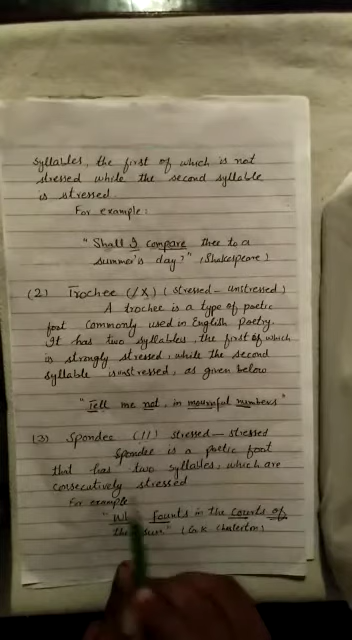 syllables, the first of which is not
stressed while the second syllable
is stressed.
For example:
"Shall I compare thee to a
summer's day?" (Shakespeare)
(2) Trochee (/X) (stressed - unstressed)
A trochee is a type of poetic
foot commonly used in English Poetry.
It has two syllables, the first of which
is strongly stressed, while the second
syllable is unstressed, as given below
"Tell me not, in mournful numbers"
(3) Spondee (//) stressed - stressed
Spondee is a poetic foot
that has two syllables, which are
consecutively stressed
For example
founts in the courts of
the sun" (G.K